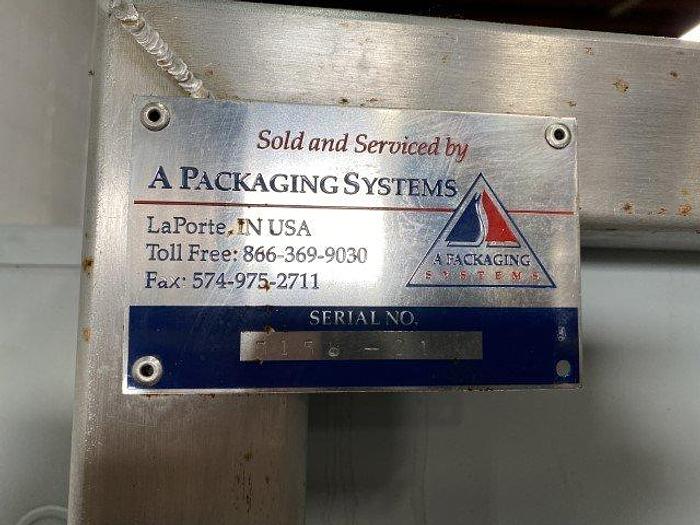 Sold and Serviced by
A PACKAGING SYSTEMS
LaPorte, IN USA
Toll Free: 866-369-9030
Fax: 574-975-2711
A PACKAGING
SYSTEMS
SERIAL NO.